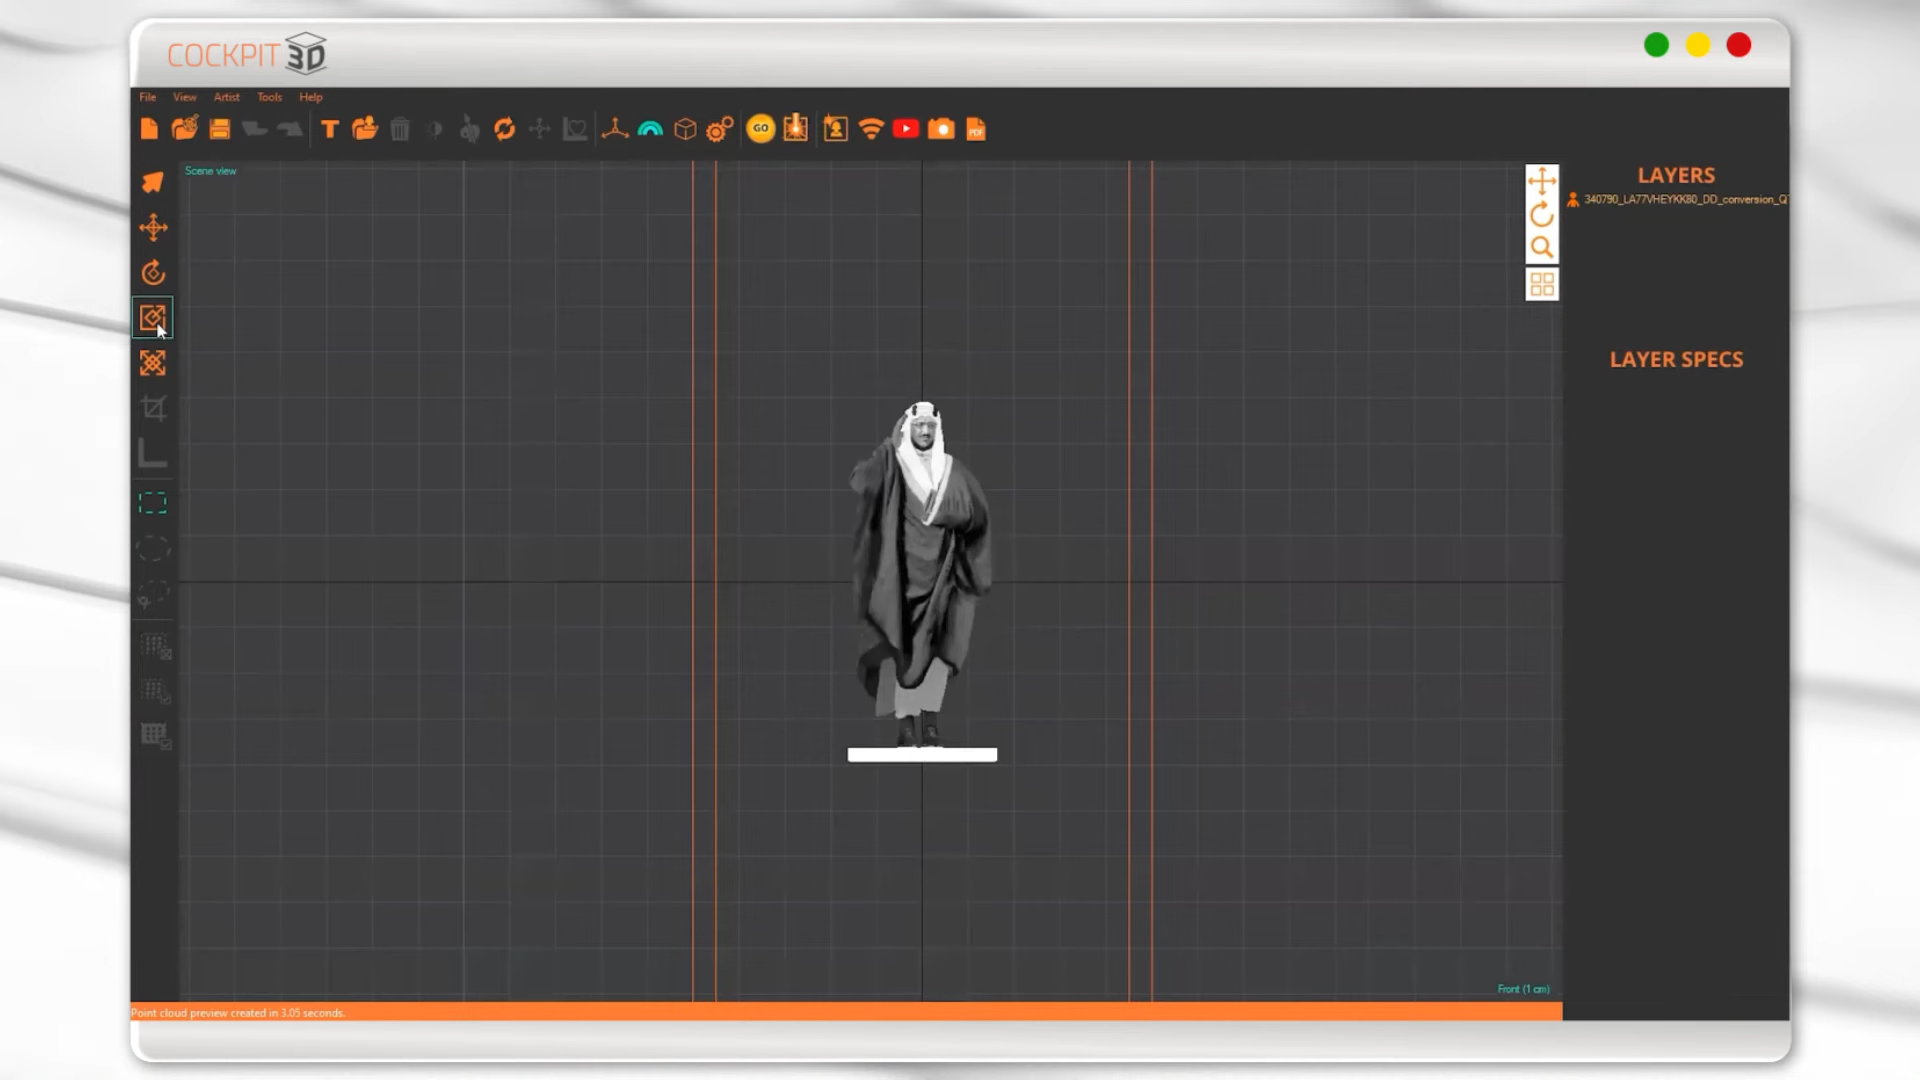 COCKPIT 3D
File View Artist Tools Help
T
GO
PDF
Scene view
LAYERS
340790_LA77VHEYKK80_DD_conversion_Q
LAYER SPECS
Front (1 cm)
Point cloud preview created in 3.05 seconds.